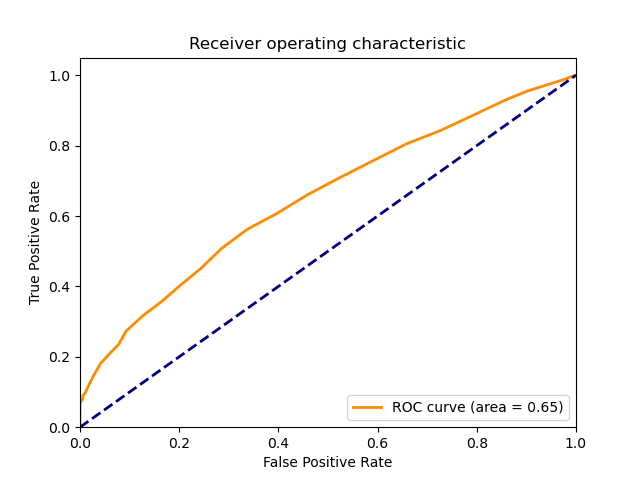 Receiver operating characteristic
True Positive Rate
1.0
0.8
0.6
0.4
0.2
0.0
ROC curve (area = 0.65)
0.0 0.2 0.4 0.6 0.8 1.0
False Positive Rate